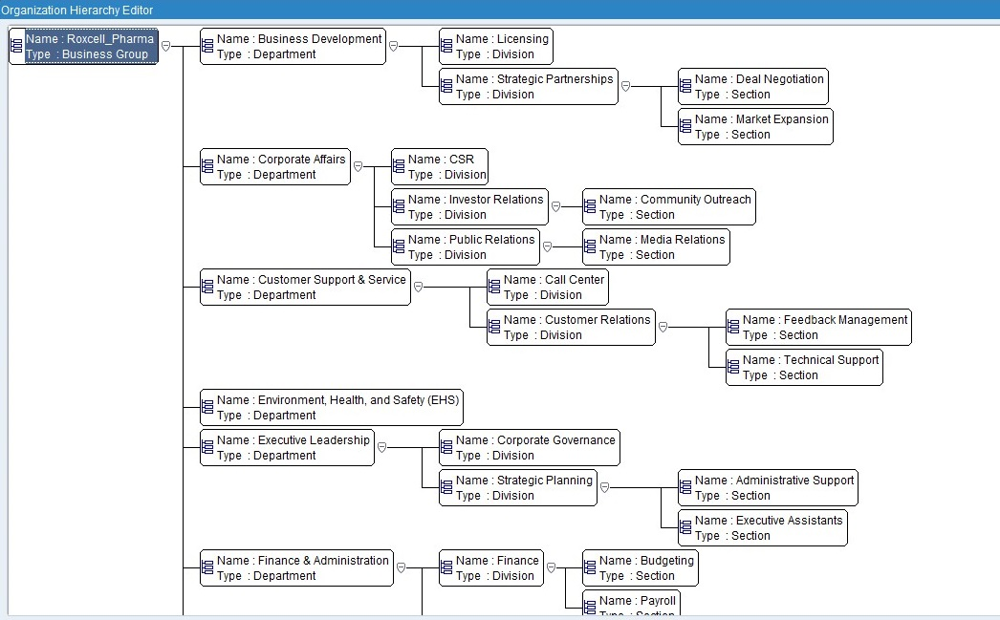 Organization Hierarchy Editor
Name : Roxcell_Pharma
Type : Business Group
Name : Business Development
Type : Department
Name : Licensing
Type : Division
Name : Strategic Partnerships
Type : Division
Name : Deal Negotiation
Type : Section
Name : Market Expansion
Type : Section
Name : Corporate Affairs
Type : Department
Name : CSR
Type : Division
Name : Investor Relations
Type : Division
Name : Community Outreach
Type : Section
Name : Public Relations
Type : Division
Name : Media Relations
Type : Section
Name : Customer Support & Service
Type : Department
Name : Call Center
Type : Division
Name : Customer Relations
Type : Division
Name : Feedback Management
Type : Section
Name : Technical Support
Type : Section
Name : Environment, Health, and Safety (EHS)
Type : Department
Name : Executive Leadership
Type : Department
Name : Corporate Governance
Type : Division
Name : Strategic Planning
Type : Division
Name : Administrative Support
Type : Section
Name : Executive Assistants
Type : Section
Name : Finance & Administration
Type : Department
Name : Finance
Type : Division
Name : Budgeting
Type : Section
Name : Payroll
Type : Section